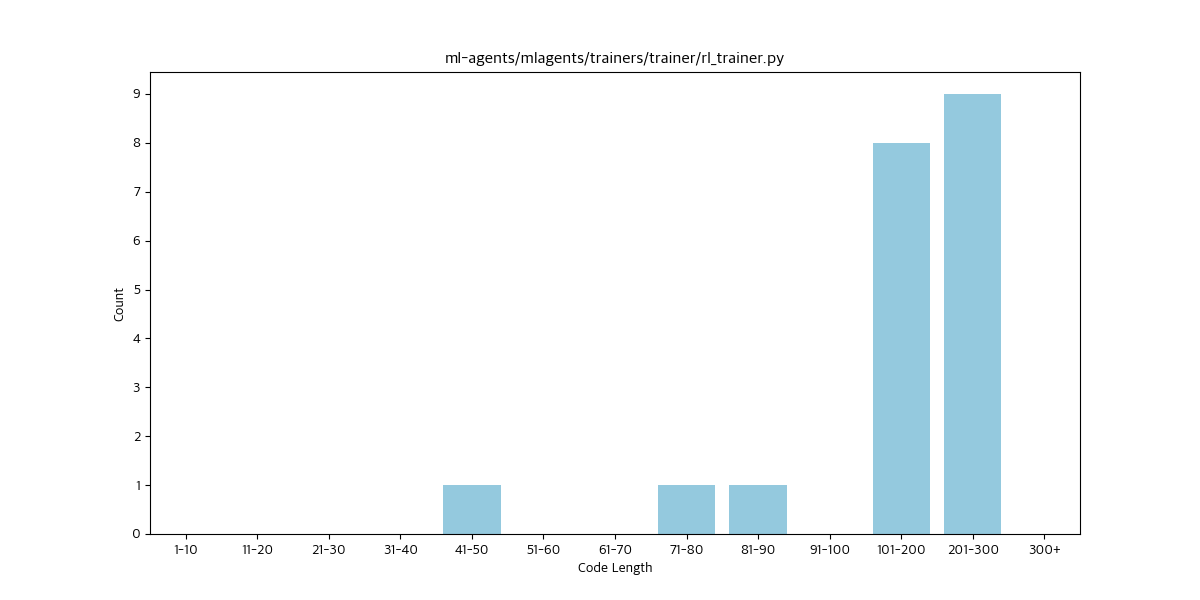 ml-agents/mlagents/trainers/trainer/rl_trainer.py
9
8
7
6
5
4
3
2
1
0
Count
1-10 11-20 21-30 31-40 41-50 51-60 61-70 71-80 81-90 91-100 101-200 201-300 300+
Code Length